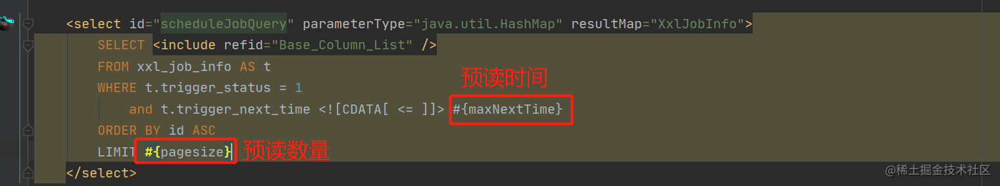 <select id="scheduleJobQuery" parameterType="java.util.HashMap" resultMap="XxlJobInfo">
SELECT <include refid="Base_Column_List" />
FROM xxl_job_info AS t
WHERE t.trigger_status = 1
预读时间
and t.trigger_next_time <![CDATA[ <= ]]> #{maxNextTime}
ORDER BY id ASC
LIMIT #{pagesize} 预读数量
</select>
@稀土掘金技术社区